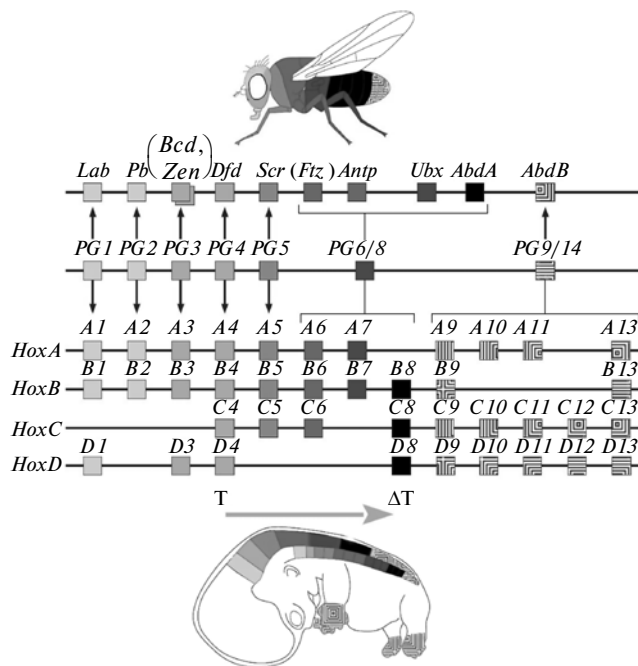 (Bcd,
Lab Pb Zen) Dfd Scr (Ftz) Antp Ubx AbdA AbdB
PG1 PG2 PG3 PG4 PG5 PG6/8 PG9/14
A1 A2 A3 A4 A5 A6 A7 A9 A10 A11 A13
HoxA
B1 B2 B3 B4 B5 B6 B7 B8 B9 B13
HoxB
C4 C5 C6 C8 C9 C10 C11 C12 C13
HoxC
D1 D3 D4 D8 D9 D10 D11 D12 D13
HoxD
T ΔT